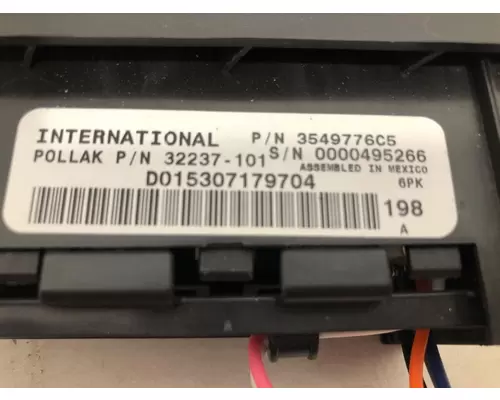 INTERNATIONAL P/N 3549776C5
POLLAK P/N 32237-101 S/N 0000495266
ASSEMBLED IN MEXICO
D015307179704 6PK
198
A